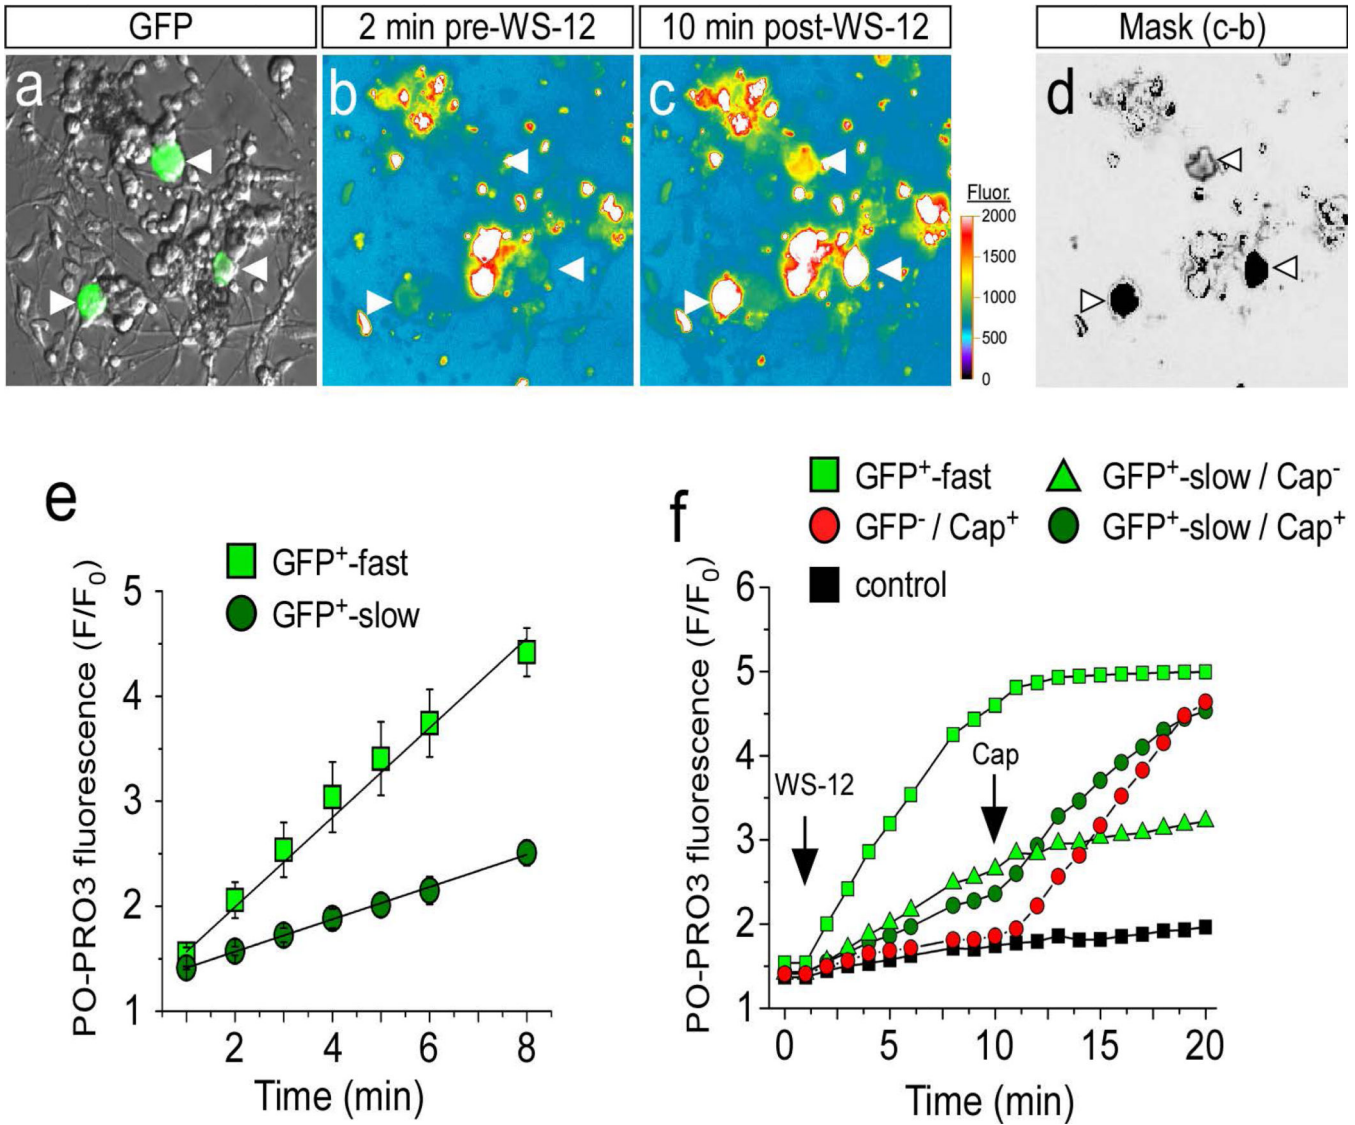 GFP
2 min pre-WS-12
10 min post-WS-12
Mask (c-b)
a
b
c
d
Fluor.
2000
1500
1000
500
0
e
GFP⁺-fast
GFP⁺-slow
PO-PRO3 fluorescence (F/F₀)
5
4
3
2
1
2
4
6
8
Time (min)
f
GFP⁺-fast
GFP⁺-slow / Cap⁻
GFP⁻ / Cap⁺
GFP⁺-slow / Cap⁺
control
PO-PRO3 fluorescence (F/F₀)
6
5
4
3
2
1
WS-12
Cap
0
5
10
15
20
Time (min)